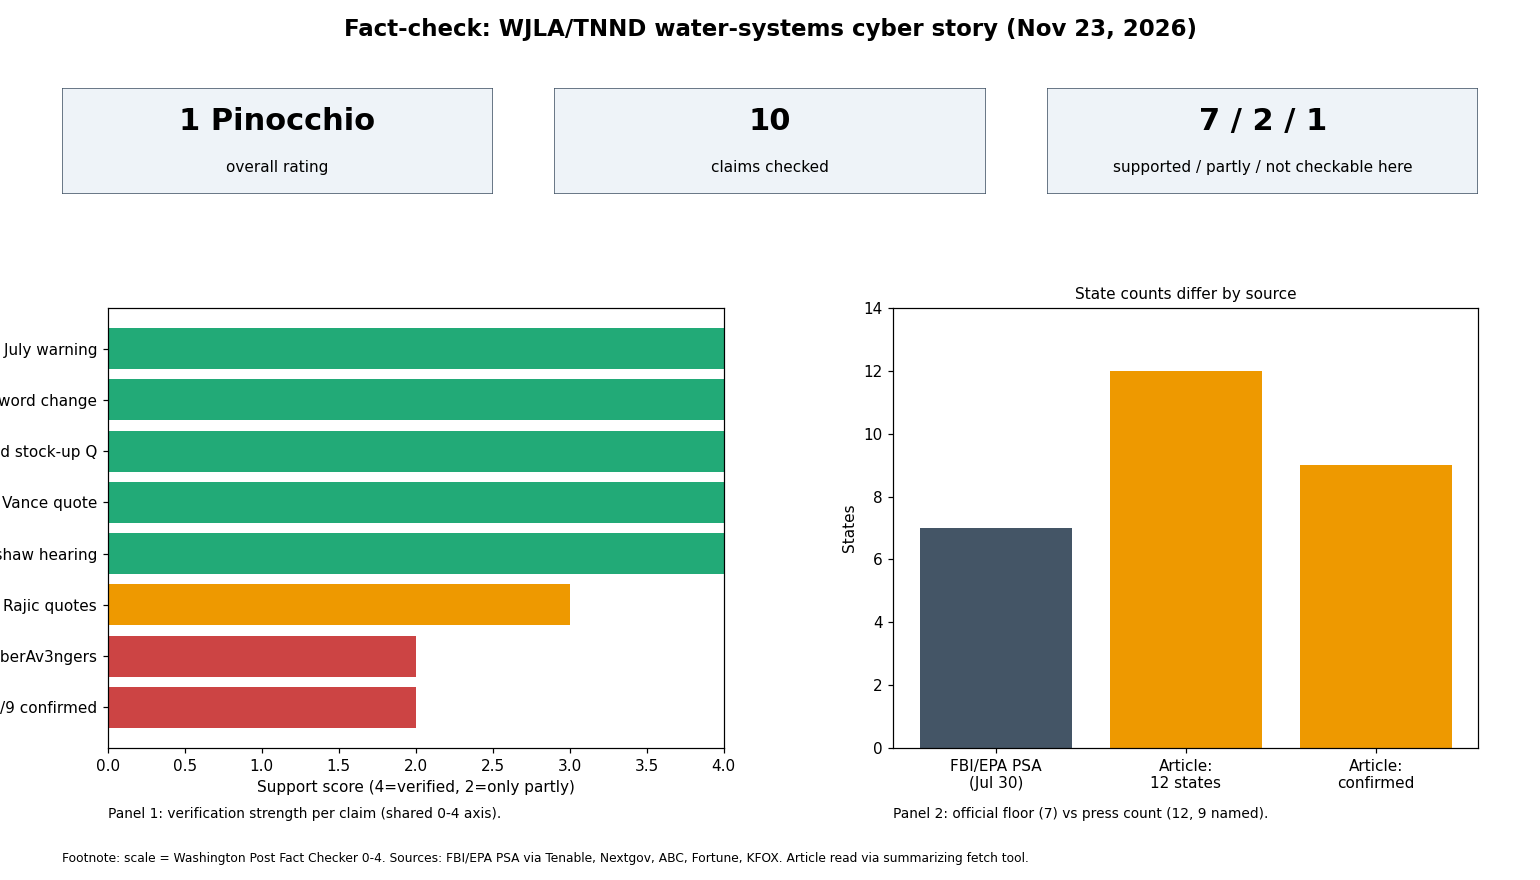 Fact-check: WJLA/TNND water-systems cyber story (Nov 23, 2026)
1 Pinocchio
overall rating
10
claims checked
7 / 2 / 1
supported / partly / not checkable here
July warning
word change
d stock-up Q
Vance quote
shaw hearing
Rajic quotes
berAv3ngers
/9 confirmed
0.0 0.5 1.0 1.5 2.0 2.5 3.0 3.5 4.0
Support score (4=verified, 2=only partly)
Panel 1: verification strength per claim (shared 0-4 axis).
State counts differ by source
14
12
10
8
6
4
2
0
States
FBI/EPA PSA
(Jul 30)
Article:
12 states
Article:
confirmed
Panel 2: official floor (7) vs press count (12, 9 named).
Footnote: scale = Washington Post Fact Checker 0-4. Sources: FBI/EPA PSA via Tenable, Nextgov, ABC, Fortune, KFOX. Article read via summarizing fetch tool.